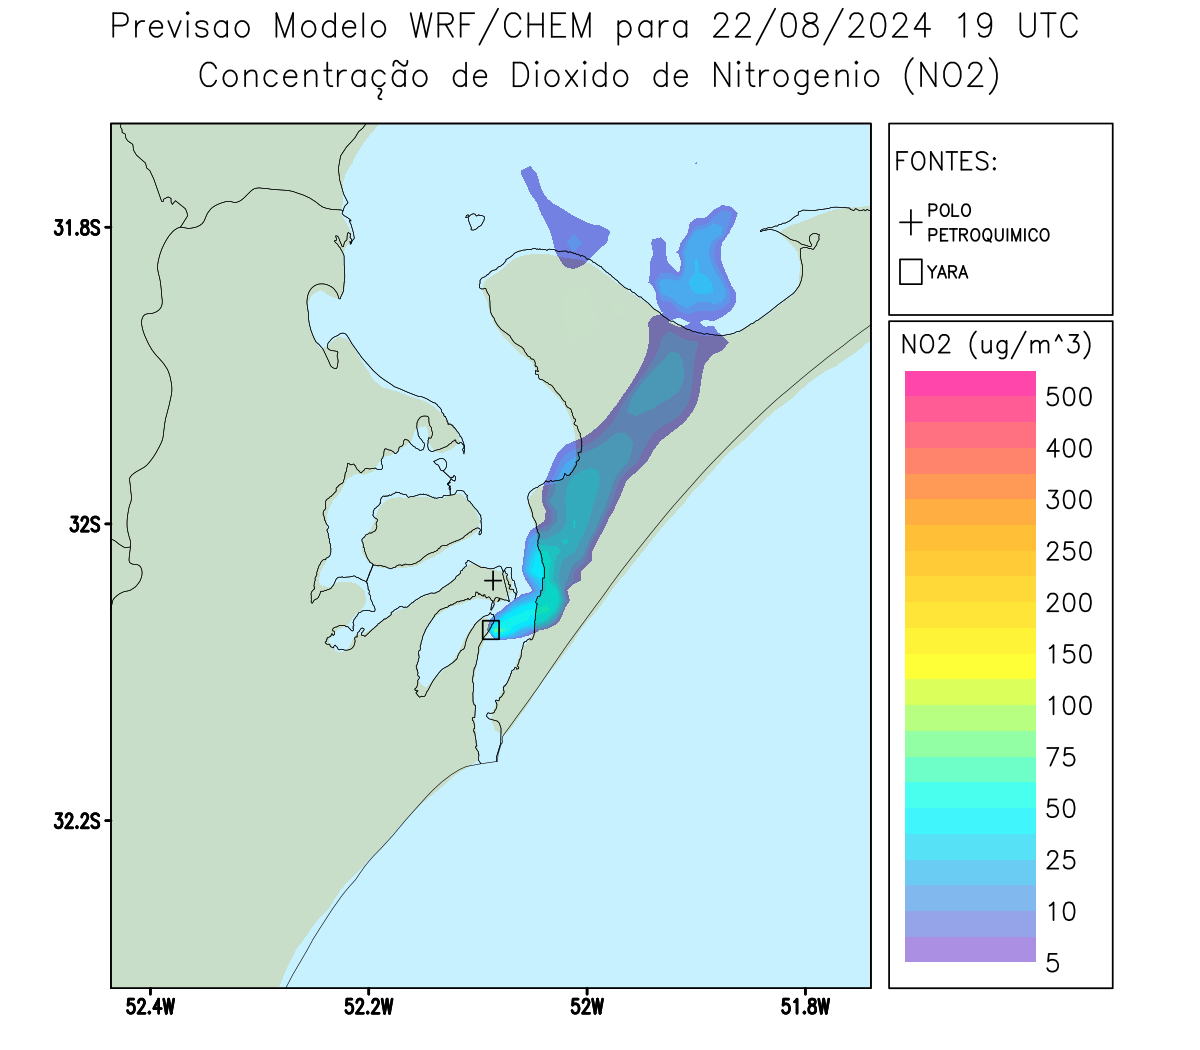 Previsao Modelo WRF/CHEM para 22/08/2024 19 UTC
Concentração de Dioxido de Nitrogenio (NO2)
FONTES:
POLO
PETROQUIMICO
YARA
NO2 (ug/m^3)
500
400
300
250
200
150
100
75
50
25
10
5
31.8S
32S
32.2S
52.4W
52.2W
52W
51.8W